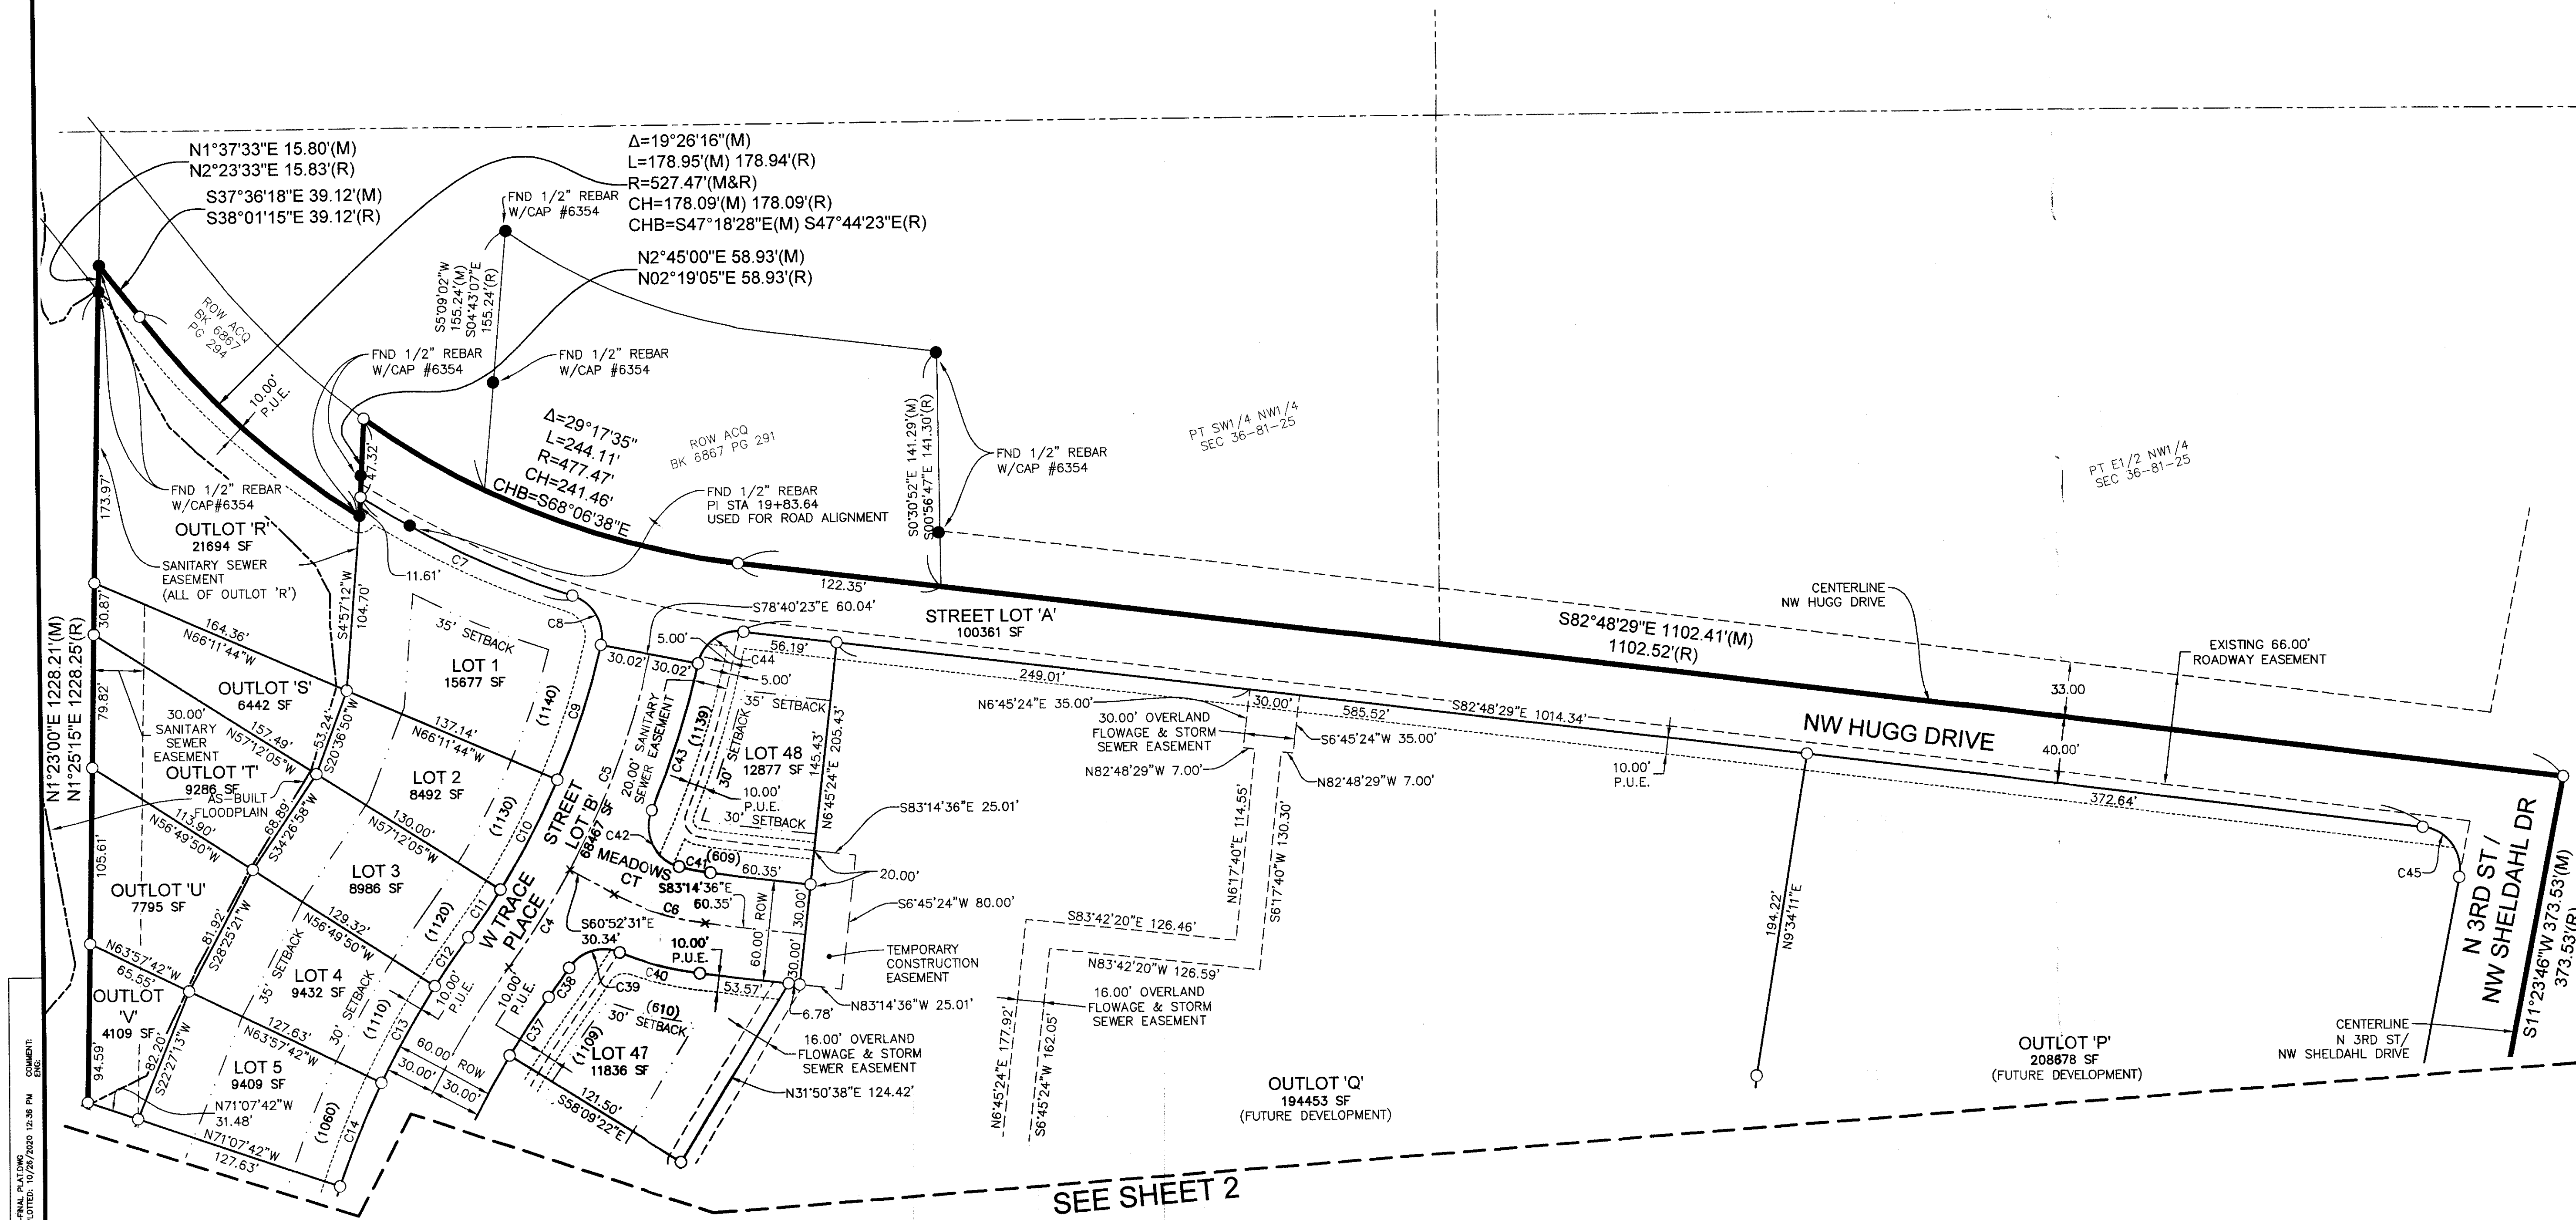 N1°37'33"E 15.80'(M)
N2°23'33"E 15.83'(R)
S37°36'18"E 39.12'(M)
S38°01'15"E 39.12'(R)
Δ=19°26'16"(M)
L=178.95'(M) 178.94'(R)
R=527.47'(M&R)
CH=178.09'(M) 178.09'(R)
CHB=S47°18'28"E(M) S47°44'23"E(R)
N2°45'00"E 58.93'(M)
N02°19'05"E 58.93'(R)
FND 1/2" REBAR
W/CAP #6354
S5°09'02"W
155.24'(M)
S04°43'07"E
155.24'(R)
ROW ACQ
BK 6867
PG 294
10.00'
P.U.E.
FND 1/2" REBAR
W/CAP #6354
FND 1/2" REBAR
W/CAP #6354
Δ=29°17'35"
L=244.11'
R=477.47'
CH=241.46'
CHB=S68°06'38"E
ROW ACQ
BK 6867 PG 291
S0°30'52"E 141.29'(M)
S00°56'47"E 141.30'(R)
FND 1/2" REBAR
W/CAP #6354
PT SW1/4 NW1/4
SEC 36-81-25
PT E1/2 NW1/4
SEC 36-81-25
FND 1/2" REBAR
PI STA 19+83.64
USED FOR ROAD ALIGNMENT
47.32'
173.97'
FND 1/2" REBAR
W/CAP#6354
OUTLOT 'R'
21694 SF
SANITARY SEWER
EASEMENT
(ALL OF OUTLOT 'R')
11.61'
C7
122.35'
S4°57'12"W
104.70'
C8
S78°40'23"E 60.04'
STREET LOT 'A'
100361 SF
CENTERLINE
NW HUGG DRIVE
S82°48'29"E 1102.41'(M)
1102.52'(R)
EXISTING 66.00'
ROADWAY EASEMENT
33.00
N1°23'00"E 1228.21'(M)
N1°25'15"E 1228.25'(R)
30.87'
164.36'
N66°11'44"W
35' SETBACK
LOT 1
15677 SF
(1140)
30.02'
30.02'
5.00'
56.19'
C44
5.00'
249.01'
N6°45'24"E 35.00'
30.00'
585.52'
S82°48'29"E 1014.34'
NW HUGG DRIVE
40.00'
OUTLOT 'S'
6442 SF
79.82'
30.00'
SANITARY
SEWER
EASEMENT
157.49'
N57°12'05"W
53.24'
S20°36'50"W
137.14'
N66°11'44"W
C9
C5
20.00' SANITARY
SEWER EASEMENT
C43
(1139)
30' SETBACK
35' SETBACK
LOT 48
12877 SF
145.43'
N6°45'24"E 205.43'
30.00' OVERLAND
FLOWAGE & STORM
SEWER EASEMENT
S6°45'24"W 35.00'
N82°48'29"W 7.00'
N82°48'29"W 7.00'
10.00'
P.U.E.
372.64'
OUTLOT 'T'
9286 SF
AS-BUILT
FLOODPLAIN
LOT 2
8492 SF
(1130)
STREET
LOT 'B'
68467 SF
10.00'
P.U.E.
30' SETBACK
S83°14'36"E 25.01'
N6°17'40"E 114.55'
S6°17'40"W 130.30'
105.61'
113.90'
N56°49'50"W
68.89'
S34°26'58"W
130.00'
N57°12'05"W
C10
C42
MEADOWS
CT
C41
(609)
60.35'
S83°14'36"E
60.35'
C6
20.00'
C45
N 3RD ST /
NW SHELDAHL DR
S11°23'46"W 373.53'(M)
373.53'(R)
OUTLOT 'U'
7795 SF
LOT 3
8986 SF
(1120)
C11
W TRACE
PLACE
C4
S60°52'31"E
30.34'
60.00' ROW
30.00'
S6°45'24"W 80.00'
S83°42'20"E 126.46'
194.22'
N9°34'11"E
81.92'
S28°25'21"W
129.32'
N56°49'50"W
C12
10.00'
P.U.E.
10.00'
P.U.E.
C38
C39
C40
10.00'
P.U.E.
53.57'
30.00'
TEMPORARY
CONSTRUCTION
EASEMENT
N83°14'36"W 25.01'
6.78'
N83°42'20"W 126.59'
16.00' OVERLAND
FLOWAGE & STORM
SEWER EASEMENT
N63°57'42"W
65.55'
OUTLOT
'V'
4109 SF
35' SETBACK
LOT 4
9432 SF
30' SETBACK
(1110)
C13
C37
(610)
30' SETBACK
(1109)
LOT 47
11836 SF
16.00' OVERLAND
FLOWAGE & STORM
SEWER EASEMENT
N6°45'24"E 177.92'
S6°45'24"W 162.05'
94.59'
82.20'
S22°27'13"W
127.63'
N63°57'42"W
60.00' ROW
30.00'
30.00'
LOT 5
9409 SF
(1060)
C14
N71°07'42"W
31.48'
N71°07'42"W
127.63'
121.50'
S58°09'22"E
N31°50'38"E 124.42'
OUTLOT 'Q'
194453 SF
(FUTURE DEVELOPMENT)
OUTLOT 'P'
208678 SF
(FUTURE DEVELOPMENT)
CENTERLINE
N 3RD ST/
NW SHELDAHL DRIVE
SEE SHEET 2
-FINAL PLAT.DWG
PLOTTED: 10/26/2020 12:36 PM
COMMENT:
ENG: